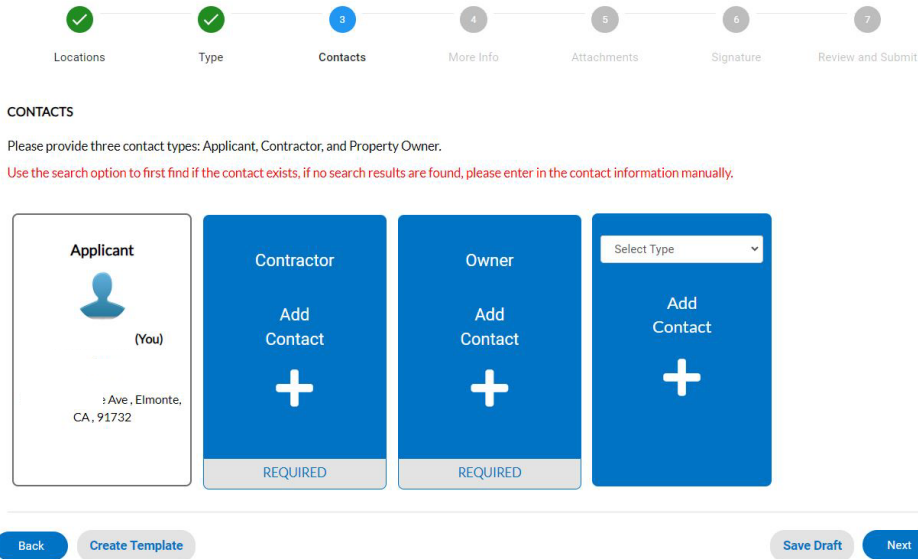 3 4 5 6 7
Locations Type Contacts More Info Attachments Signature Review and Submit
CONTACTS
Please provide three contact types: Applicant, Contractor, and Property Owner.
Use the search option to first find if the contact exists, if no search results are found, please enter in the contact information manually.
Applicant
(You)
Ave , Elmonte,
CA , 91732
Contractor
Add
Contact
REQUIRED
Owner
Add
Contact
REQUIRED
Select Type
Add
Contact
Back Create Template Save Draft Next